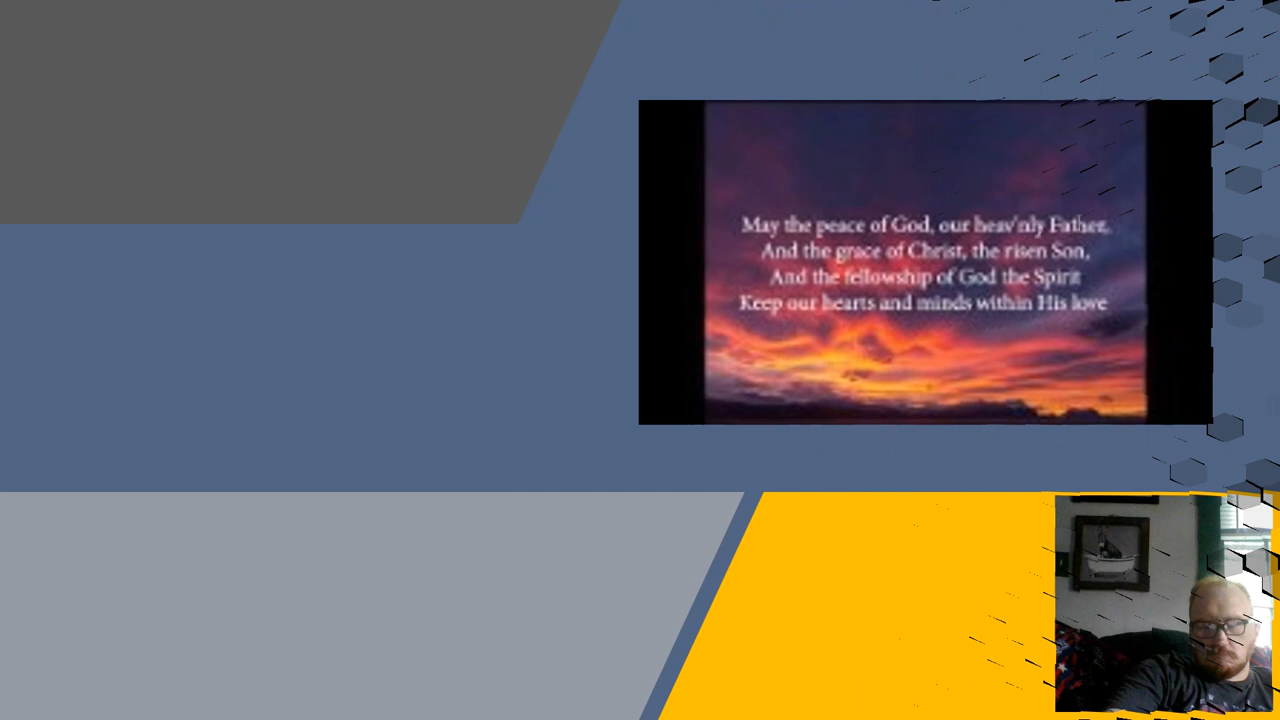 May the peace of God, our heav'nly Father,
And the grace of Christ, the risen Son,
And the fellowship of God the Spirit
Keep our hearts and minds within His love